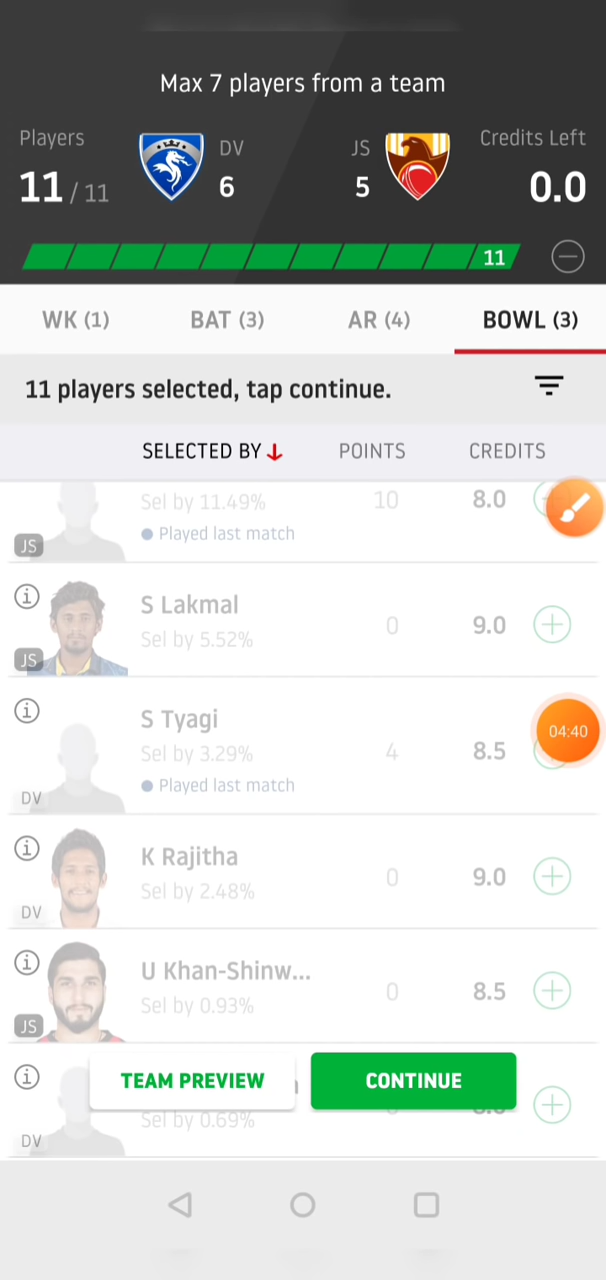 Max 7 players from a team
Players DV JS Credits Left
11 / 11 6 5 0.0
11
WK (1) BAT (3) AR (4) BOWL (3)
11 players selected, tap continue.
SELECTED BY POINTS CREDITS
Sel by 11.49% 10 8.0
Played last match
JS
S Lakmal
Sel by 5.52% 0 9.0
JS
S Tyagi
Sel by 3.29% 4 8.5 04:40
Played last match
DV
K Rajitha
Sel by 2.48% 0 9.0
DV
U Khan-Shinw...
Sel by 0.93% 0 8.5
JS
TEAM PREVIEW CONTINUE
Sel by 0.69%
DV